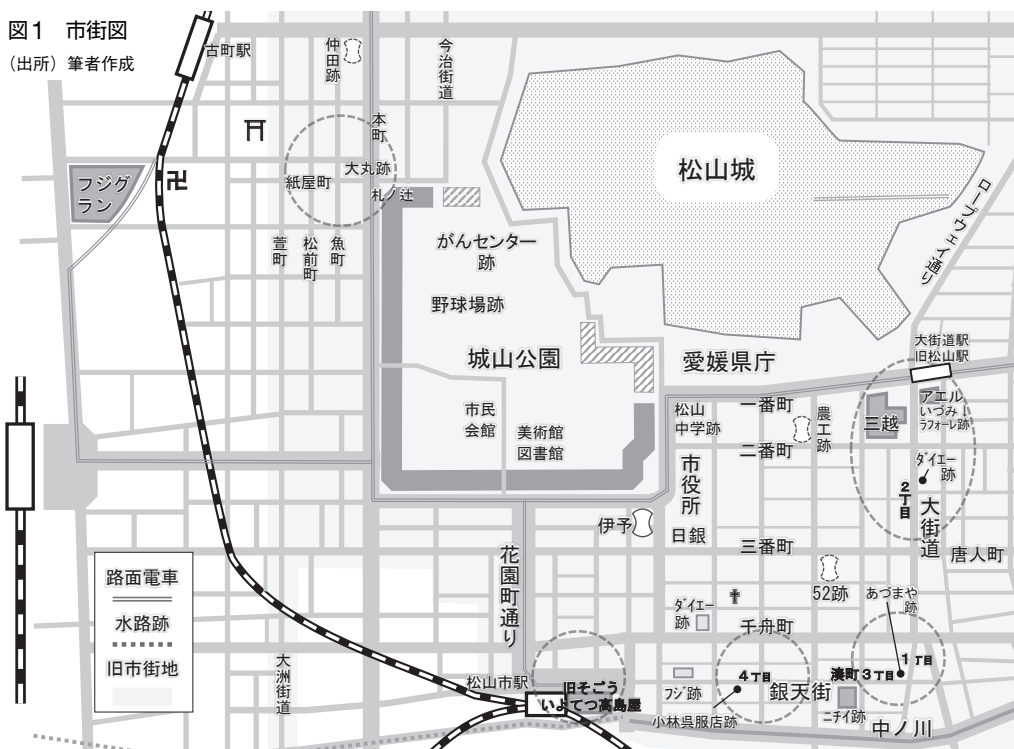 図1 市街図
(出所)筆者作成
古町駅
仲田跡
今治街道
本町
大丸跡
紙屋町
札ノ辻
フジグ
ラン
卍
萱町
松前町
魚町
がんセンター
跡
野球場跡
城山公園
松山城
ロープウェイ通り
愛媛県庁
大街道駅
旧松山駅
市民
会館
美術館
図書館
松山
中学跡
一番町
農工跡
三越
アエル
いづみ↓
ラフォーレ跡
二番町
ダイエー
跡
2丁目
大街道
市役所
伊予
日銀
三番町
唐人町
花園町通り
52跡
あづまや
跡
ダイエー
跡
千舟町
路面電車
水路跡
旧市街地
大洲街道
松山市駅
旧そごう
いよてつ高島屋
フジ跡
4丁目
銀天街
湊町3丁目
1丁目
小林呉服店跡
ニチイ跡
中ノ川